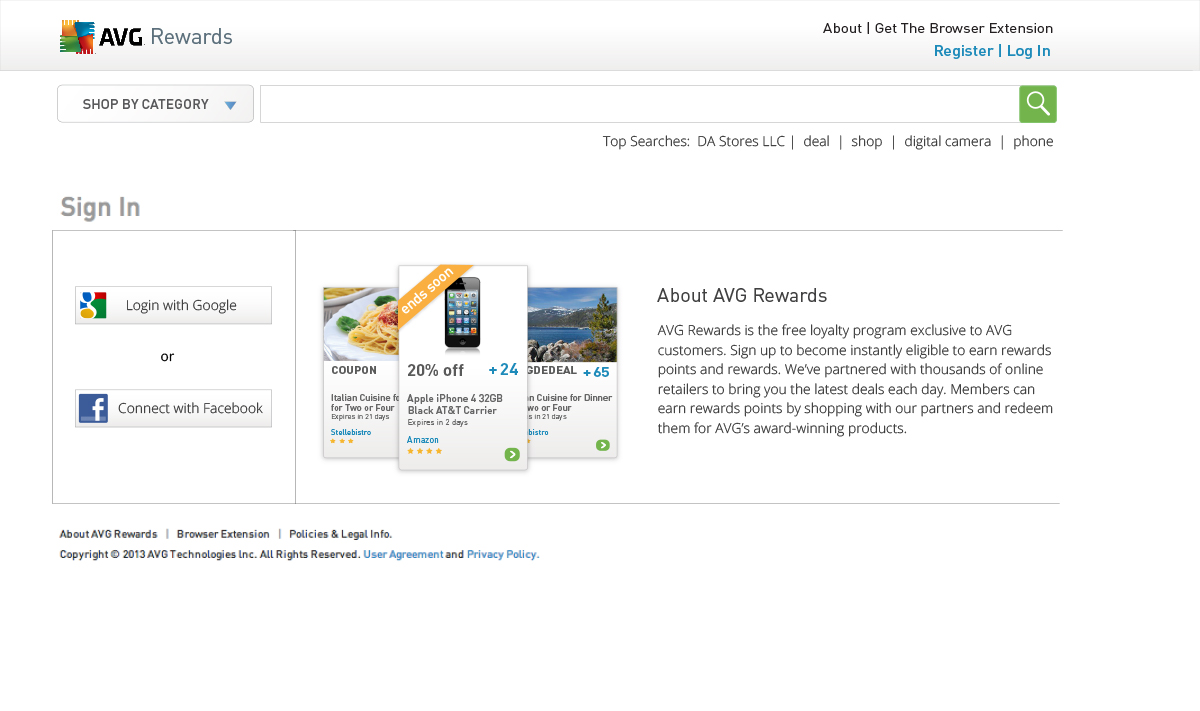 AVG Rewards
About | Get The Browser Extension
Register | Log In
SHOP BY CATEGORY
Top Searches: DA Stores LLC | deal | shop | digital camera | phone
Sign In
Login with Google
or
Connect with Facebook
COUPON
Italian Cuisine fo
for Two or Four
Expires in 21 days
Stellebistro
ends soon
20% off +24
Apple iPhone 4 32GB
Black AT&T Carrier
Expires in 2 days
Amazon
GDEDEAL +65
n Cuisine for Dinner
wo or Four
s in 21 days
bistro
About AVG Rewards
AVG Rewards is the free loyalty program exclusive to AVG
customers. Sign up to become instantly eligible to earn rewards
points and rewards. We've partnered with thousands of online
retailers to bring you the latest deals each day. Members can
earn rewards points by shopping with our partners and redeem
them for AVG's award-winning products.
About AVG Rewards | Browser Extension | Policies & Legal Info.
Copyright © 2013 AVG Technologies Inc. All Rights Reserved. User Agreement and Privacy Policy.